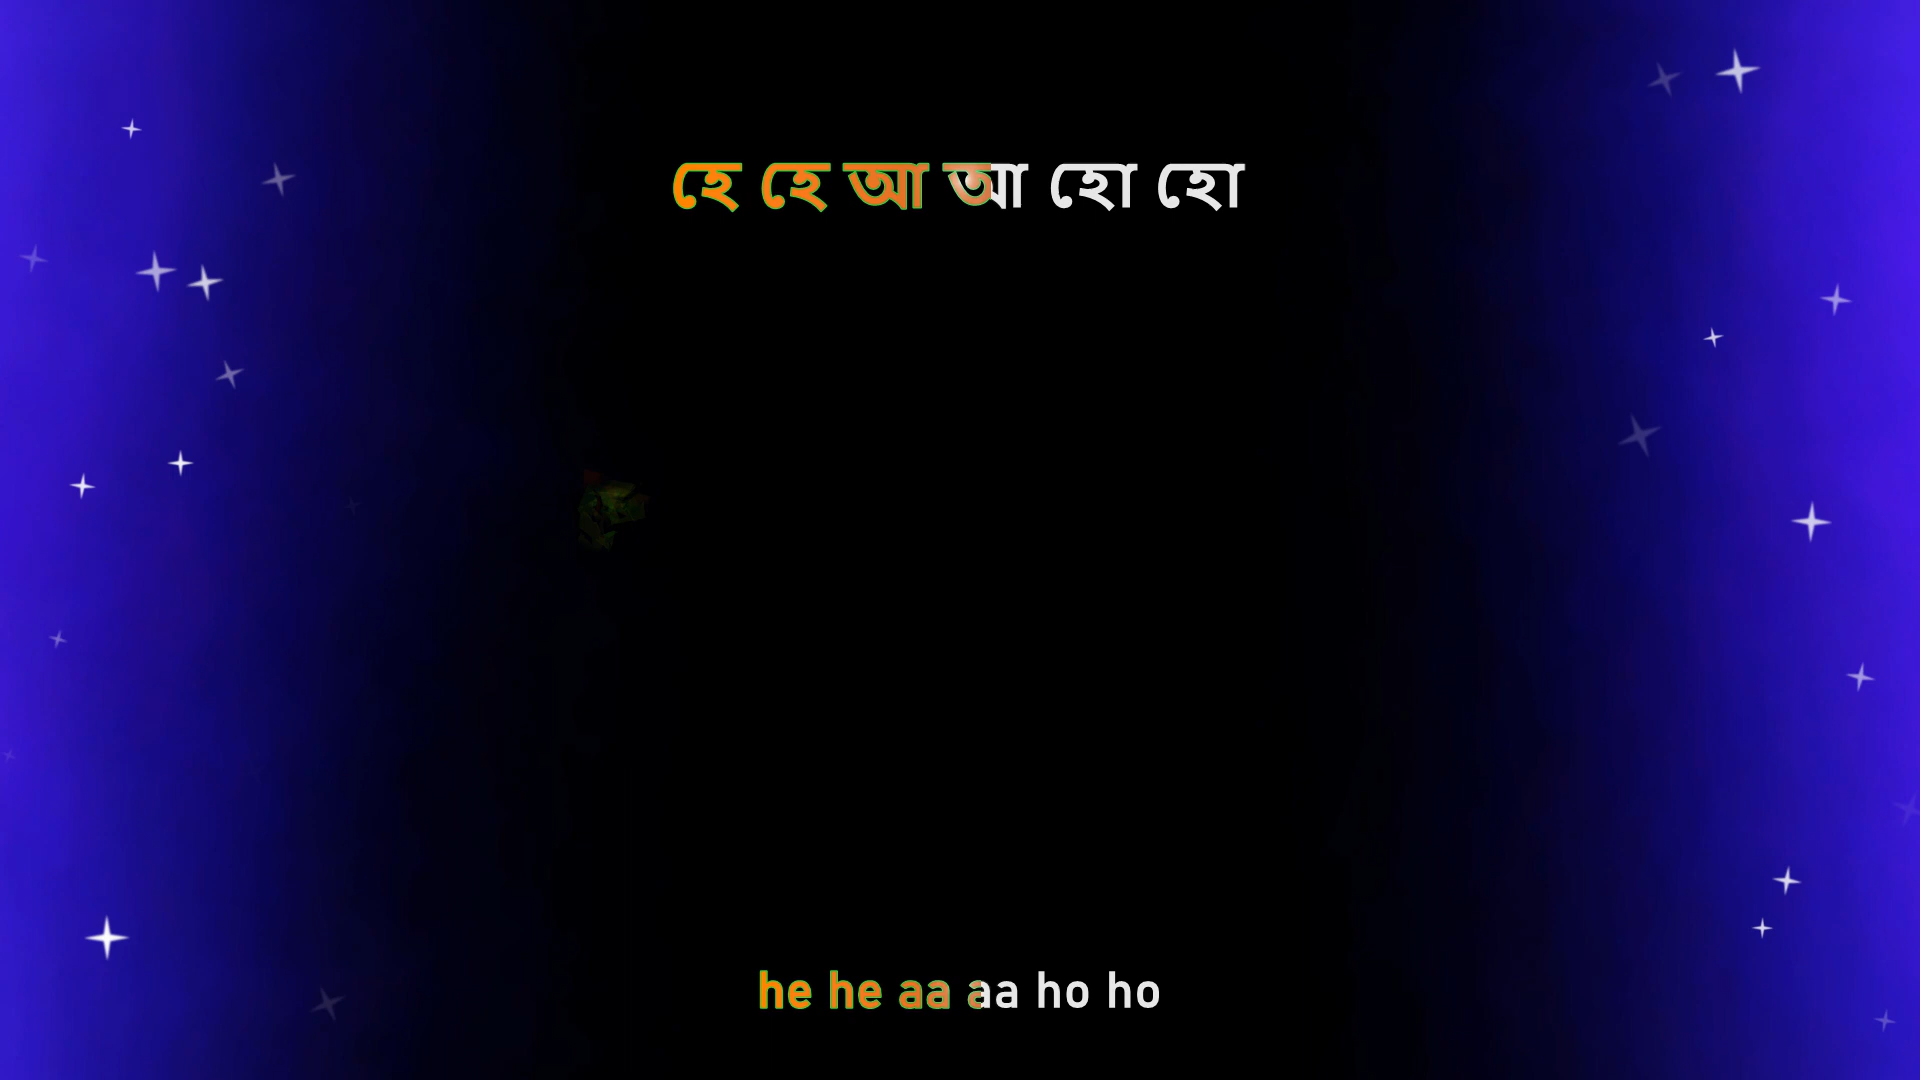 হে হে আ আ হো হো
he he aa aa ho ho